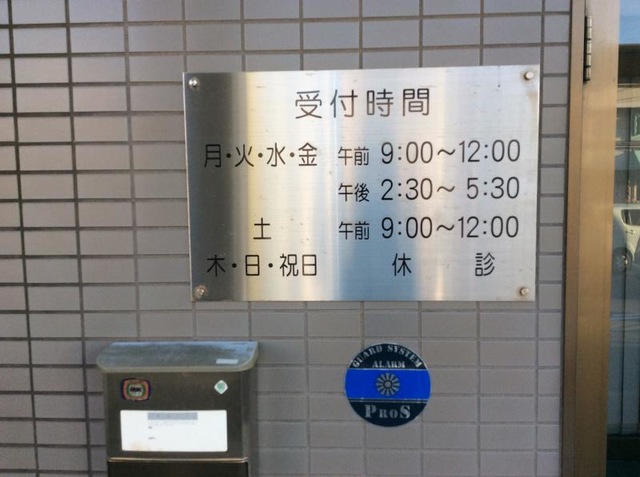 受付時間
月・火・水・金 午前 9:00～12:00
午後 2:30～5:30
土 午前 9:00～12:00
木・日・祝日 休診
GUARD SYSTEM
ALARM
PROS